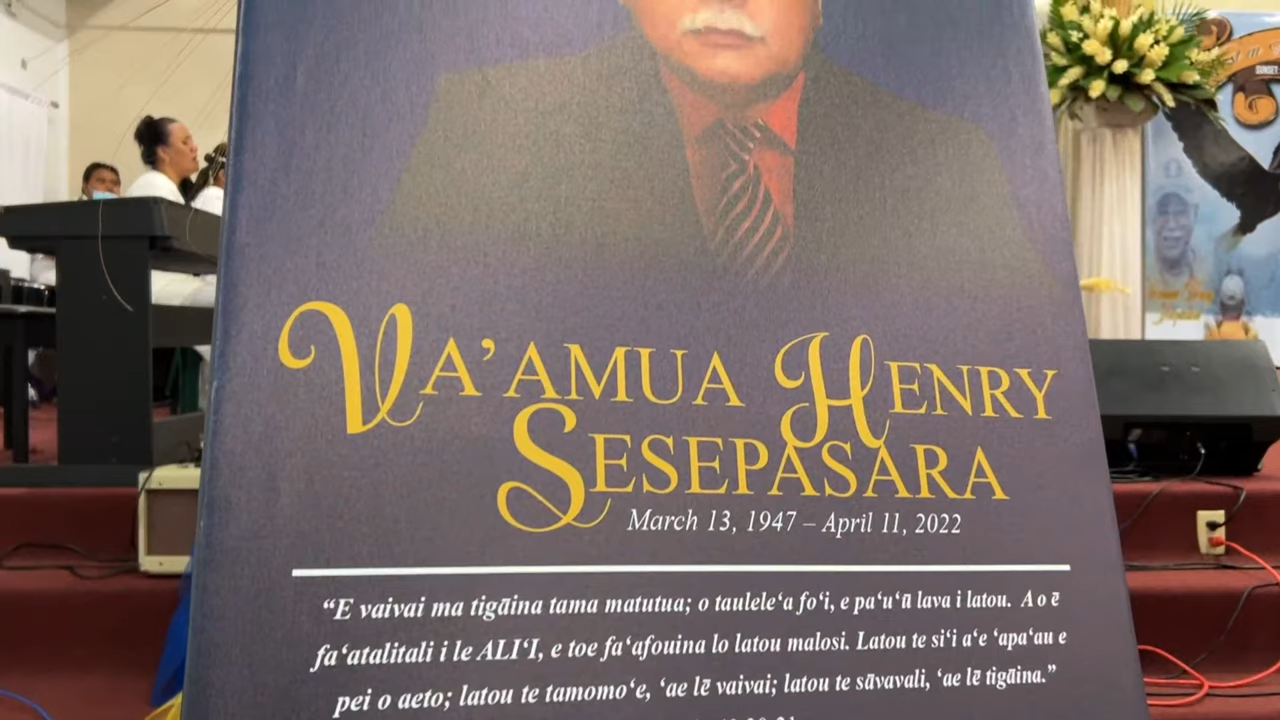 VA’AMUA HENRY
SESEPASARA
March 13, 1947 – April 11, 2022
“E vaivai ma tigāina tama matutua; o taulele‘a fo‘i, e pa‘u‘ū lava i latou. A o ē
fa‘atalitali i le ALI‘I, e toe fa‘afouina lo latou malosi. Latou te si‘i a‘e ‘apa‘au e
pei o aeto; latou te tamomo‘e, ‘ae lē vaivai; latou te sāvavali, ‘ae lē tigāina.”
SUNSET